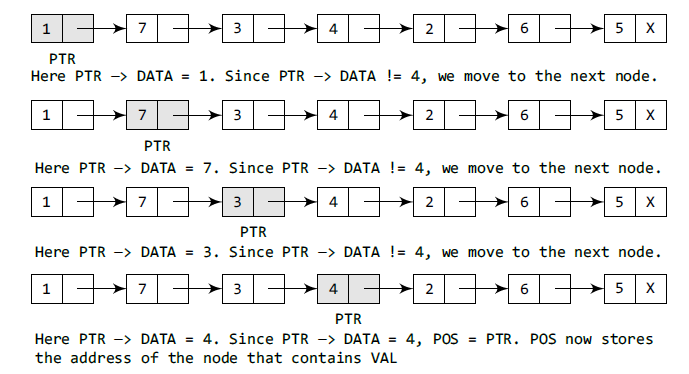 1 7 3 4 2 6 5 X
PTR
Here PTR –> DATA = 1. Since PTR –> DATA != 4, we move to the next node.
1 7 3 4 2 6 5 X
PTR
Here PTR –> DATA = 7. Since PTR –> DATA != 4, we move to the next node.
1 7 3 4 2 6 5 X
PTR
Here PTR –> DATA = 3. Since PTR –> DATA != 4, we move to the next node.
1 7 3 4 2 6 5 X
PTR
Here PTR –> DATA = 4. Since PTR –> DATA = 4, POS = PTR. POS now stores
the address of the node that contains VAL